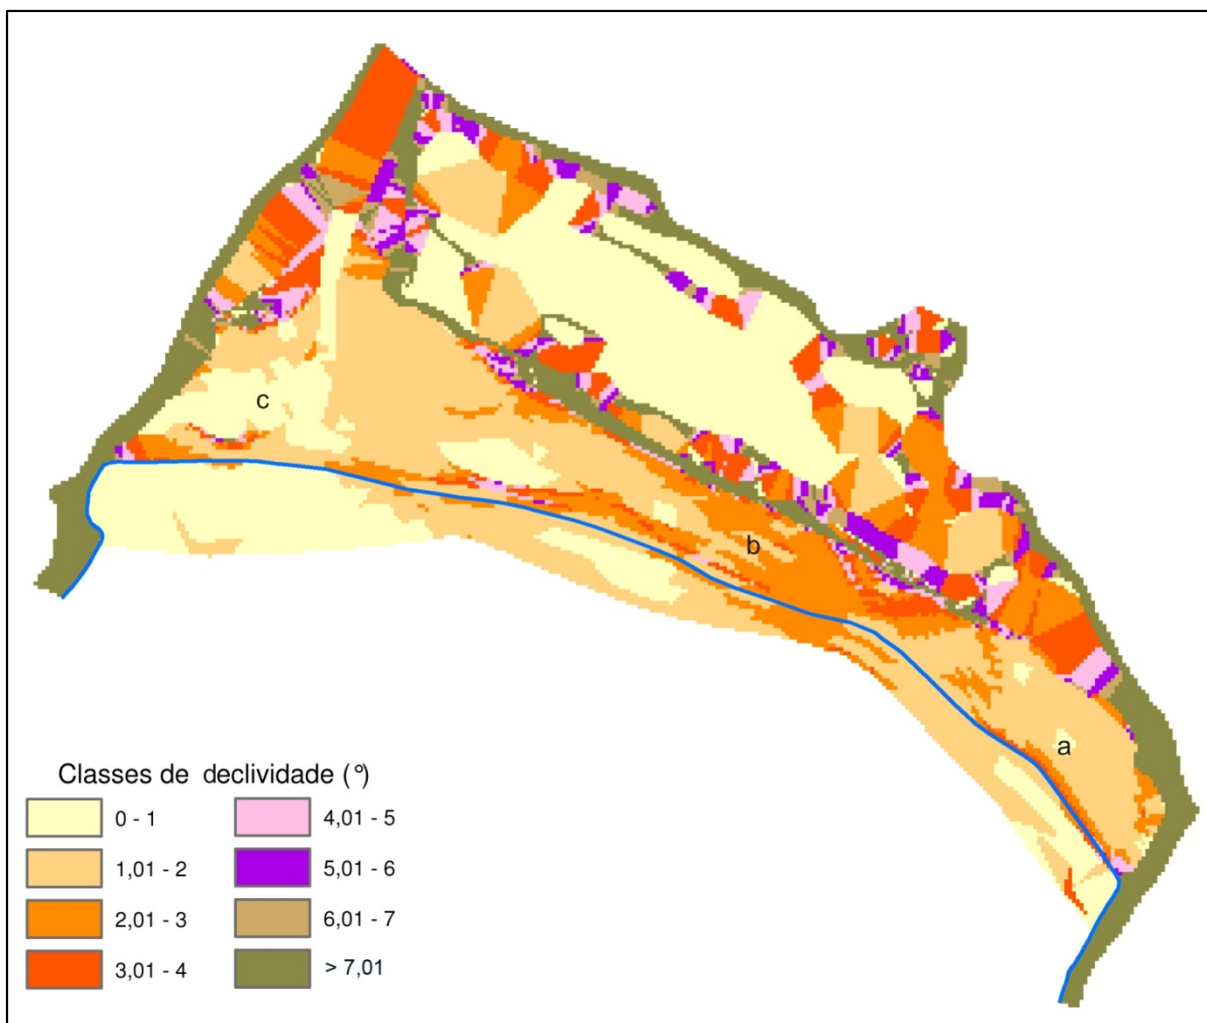 c
b
a
Classes de declividade (°)
0 - 1
1,01 - 2
2,01 - 3
3,01 - 4
4,01 - 5
5,01 - 6
6,01 - 7
> 7,01